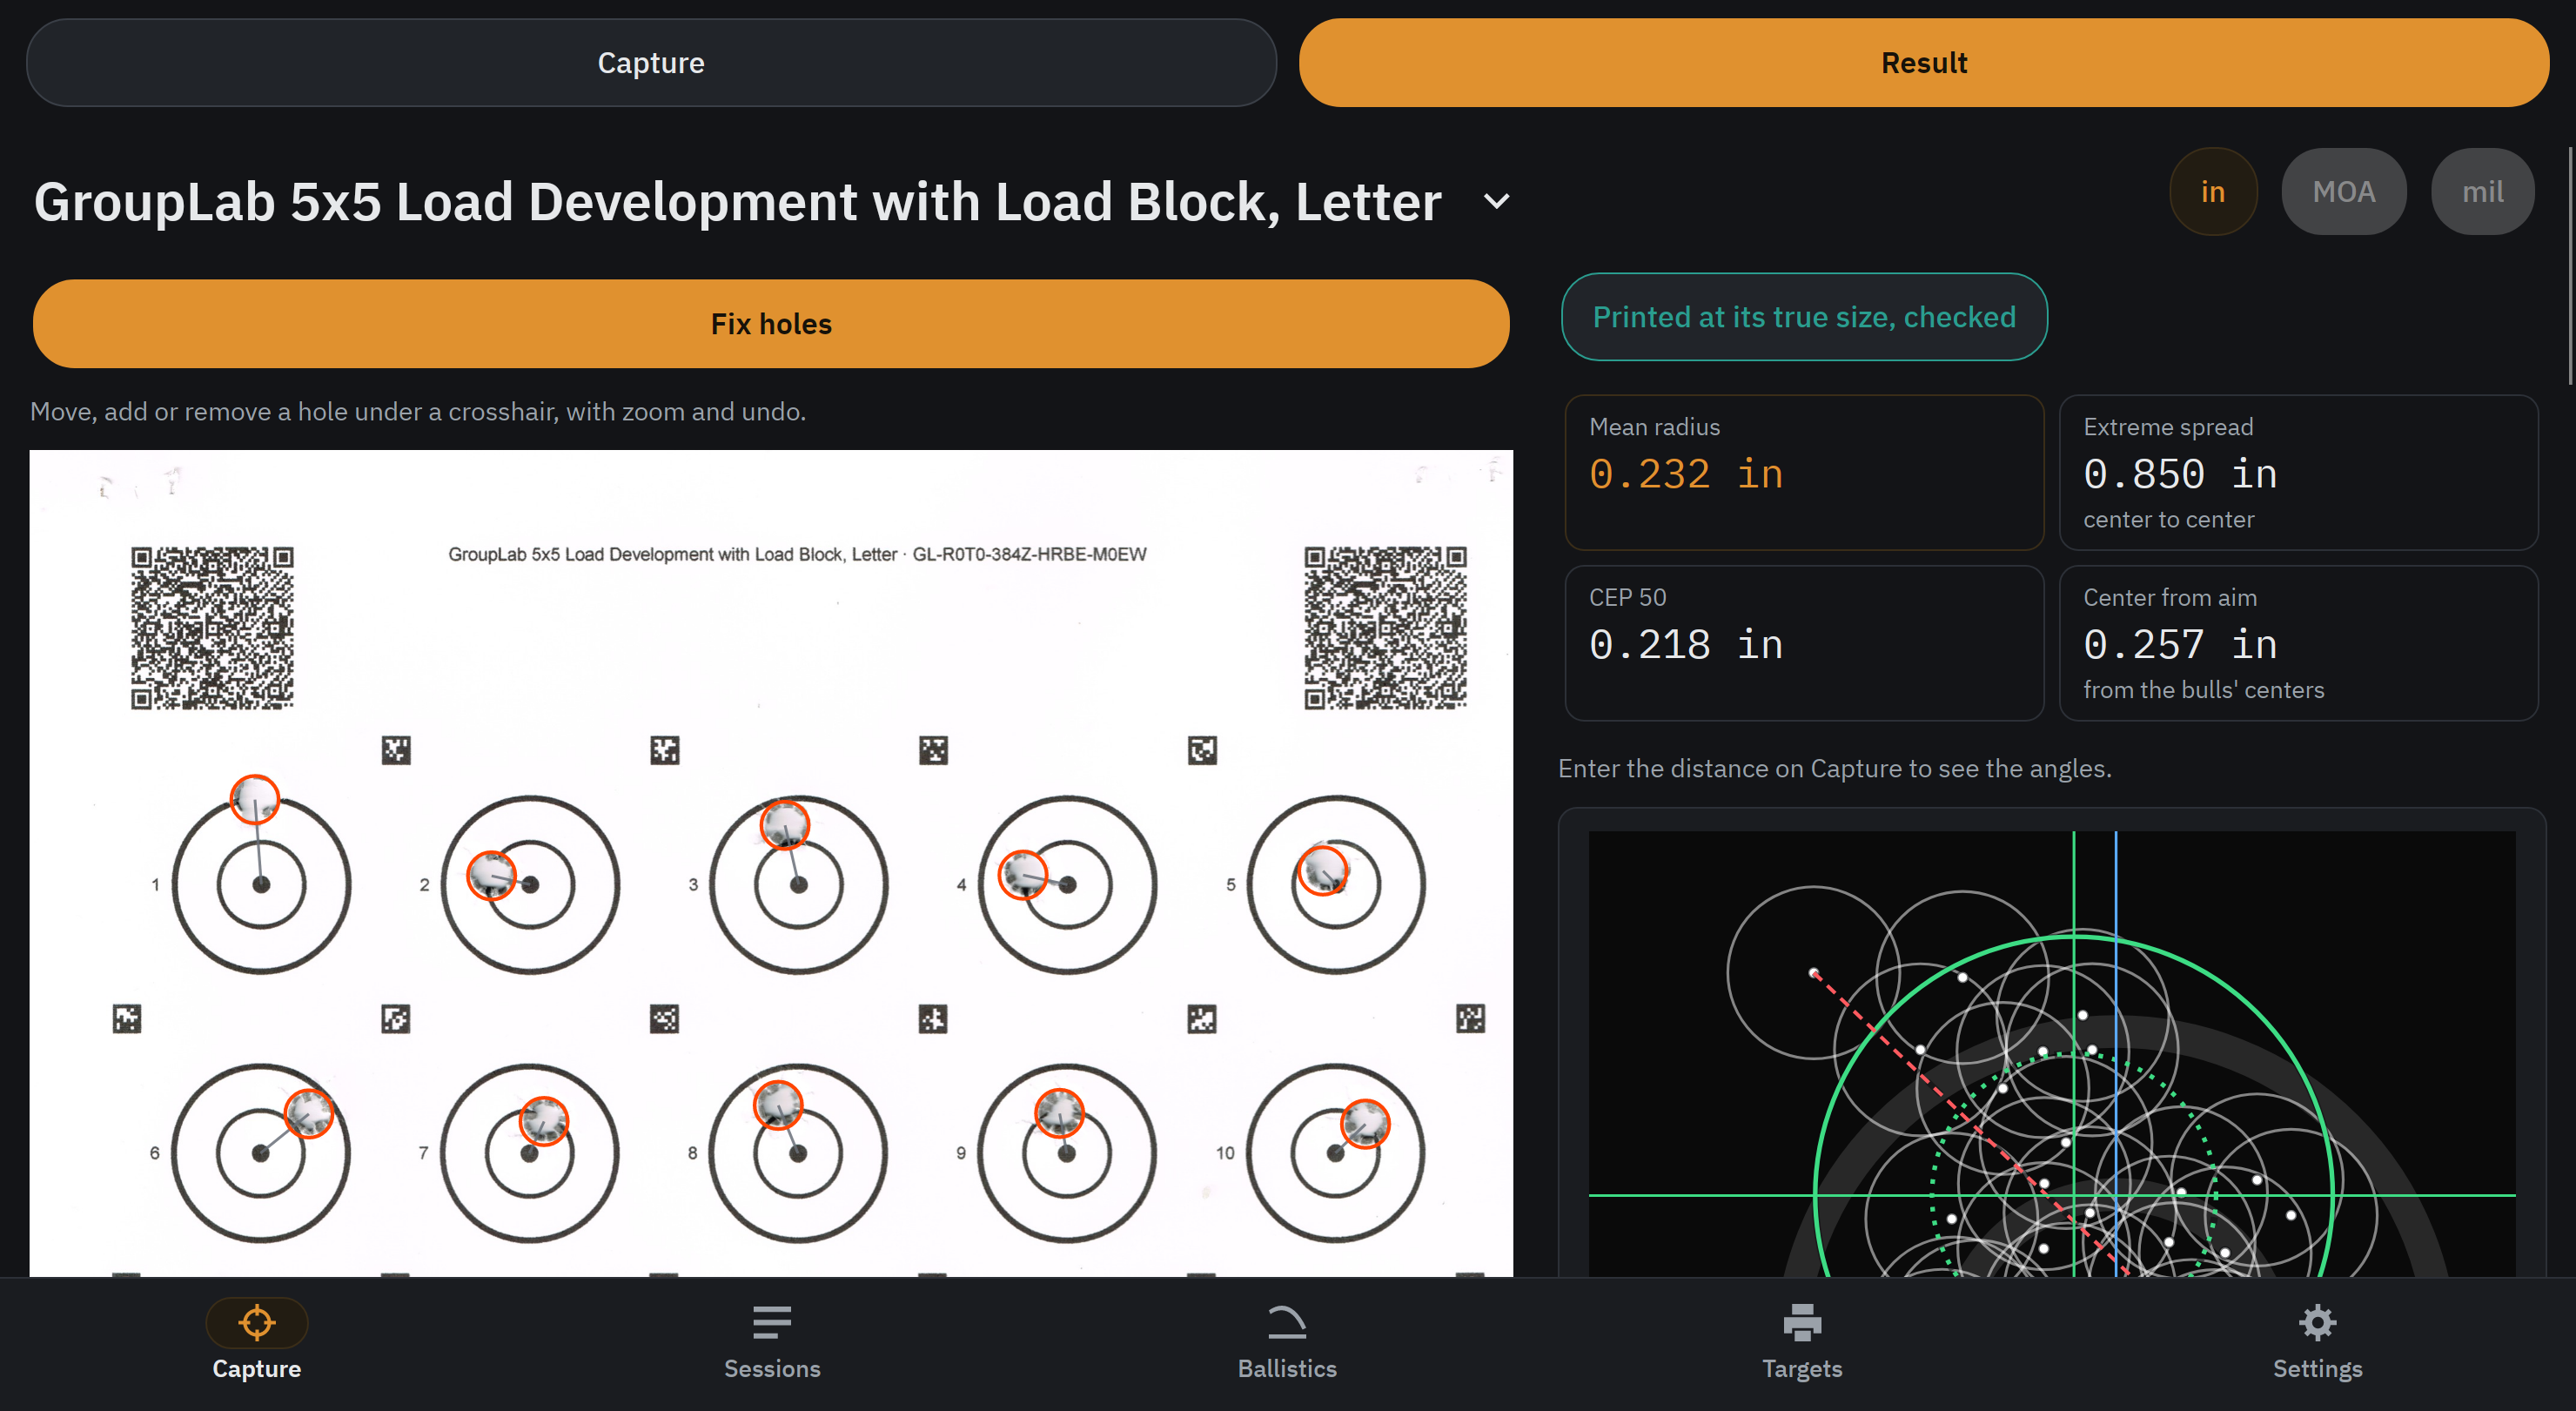 Capture
Result
GroupLab 5x5 Load Development with Load Block, Letter
in
MOA
mil
Fix holes
Printed at its true size, checked
Move, add or remove a hole under a crosshair, with zoom and undo.
Mean radius
0.232 in
Extreme spread
0.850 in
center to center
CEP 50
0.218 in
Center from aim
0.257 in
from the bulls' centers
Enter the distance on Capture to see the angles.
GroupLab 5x5 Load Development with Load Block, Letter · GL-R0T0-384Z-HRBE-M0EW
1
2
3
4
5
6
7
8
9
10
Capture
Sessions
Ballistics
Targets
Settings